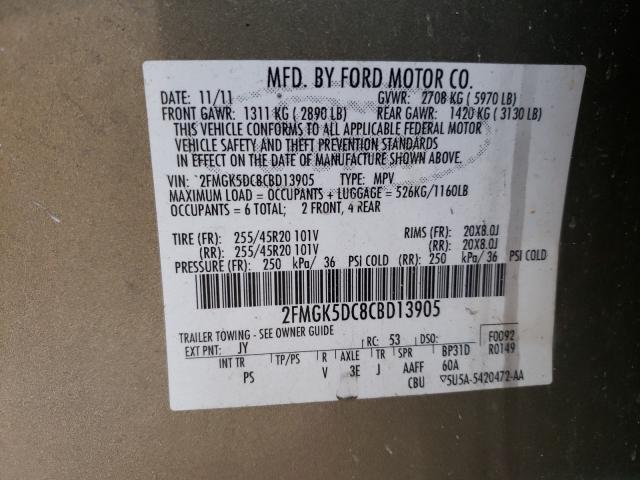 MFD. BY FORD MOTOR CO.
DATE: 11/11 GVWR: 2708 KG ( 5970 LB)
FRONT GAWR: 1311 KG ( 2890 LB) REAR GAWR: 1420 KG ( 3130 LB)
THIS VEHICLE CONFORMS TO ALL APPLICABLE FEDERAL MOTOR
VEHICLE SAFETY AND THEFT PREVENTION STANDARDS
IN EFFECT ON THE DATE OF MANUFACTURE SHOWN ABOVE.
VIN: 2FMGK5DC8CBD13905 TYPE: MPV
MAXIMUM LOAD = OCCUPANTS + LUGGAGE = 526KG/1160LB
OCCUPANTS = 6 TOTAL; 2 FRONT, 4 REAR
TIRE (FR): 255/45R20 101V RIMS (FR): 20X8.0J
(RR): 255/45R20 101V (RR): 20X8.0J
PRESSURE (FR): 250 kPa/ 36 PSI COLD (RR): 250 kPa/ 36 PSI COLD
2FMGK5DC8CBD13905
TRAILER TOWING - SEE OWNER GUIDE
EXT PNT: JY RC: 53 DSO: F0092
INT TR TP/PS R AXLE TR SPR BP31D R0149
PS V 3E J AAFF 60A
CBU ▽5U5A-5420472-AA